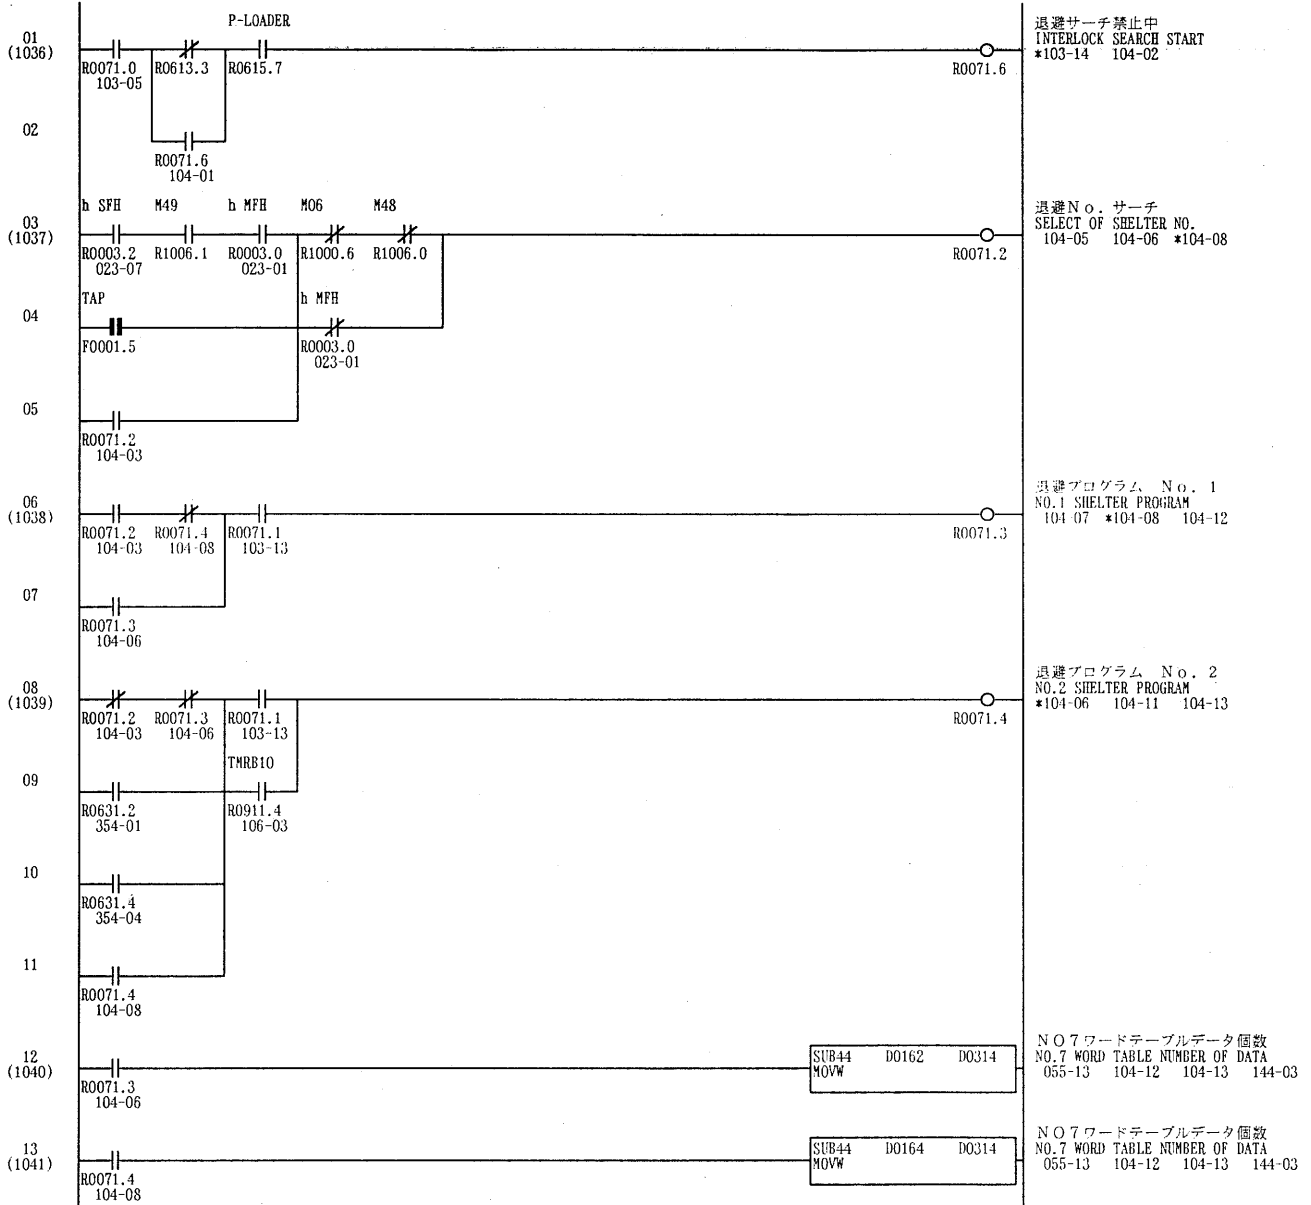 P-LOADER
01
(1036)
R0071.0
103-05
R0613.3
R0615.7
R0071.6
退避サーチ禁止中
INTERLOCK SEARCH START
*103-14 104-02
02
R0071.6
104-01
h SFH M49 h MFH M06 M48
03
(1037)
R0003.2
023-07
R1006.1
R0003.0
023-01
R1000.6
R1006.0
R0071.2
退避No．サーチ
SELECT OF SHELTER NO.
104-05 104-06 *104-08
TAP
h MFH
04
F0001.5
R0003.0
023-01
05
R0071.2
104-03
06
(1038)
R0071.2
104-03
R0071.4
104-08
R0071.1
103-13
R0071.3
退避プログラム No．1
NO.1 SHELTER PROGRAM
104-07 *104-08 104-12
07
R0071.3
104-06
08
(1039)
R0071.2
104-03
R0071.3
104-06
R0071.1
103-13
R0071.4
退避プログラム No．2
NO.2 SHELTER PROGRAM
*104-06 104-11 104-13
TMRB10
09
R0631.2
354-01
R0911.4
106-03
10
R0631.4
354-04
11
R0071.4
104-08
12
(1040)
R0071.3
104-06
SUB44 D0162 D0314
MOVW
NO7ワードテーブルデータ個数
NO.7 WORD TABLE NUMBER OF DATA
055-13 104-12 104-13 144-03
13
(1041)
R0071.4
104-08
SUB44 D0164 D0314
MOVW
NO7ワードテーブルデータ個数
NO.7 WORD TABLE NUMBER OF DATA
055-13 104-12 104-13 144-03